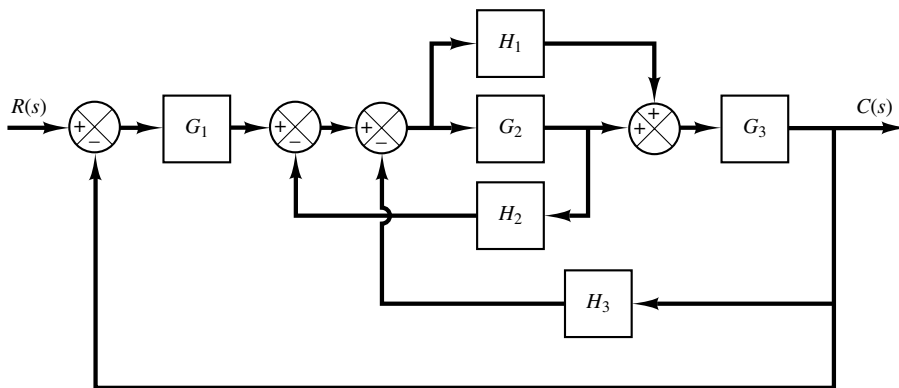 H₁
R(s)
C(s)
+
−
G₁
+
−
+
−
G₂
+
+
G₃
H₂
H₃